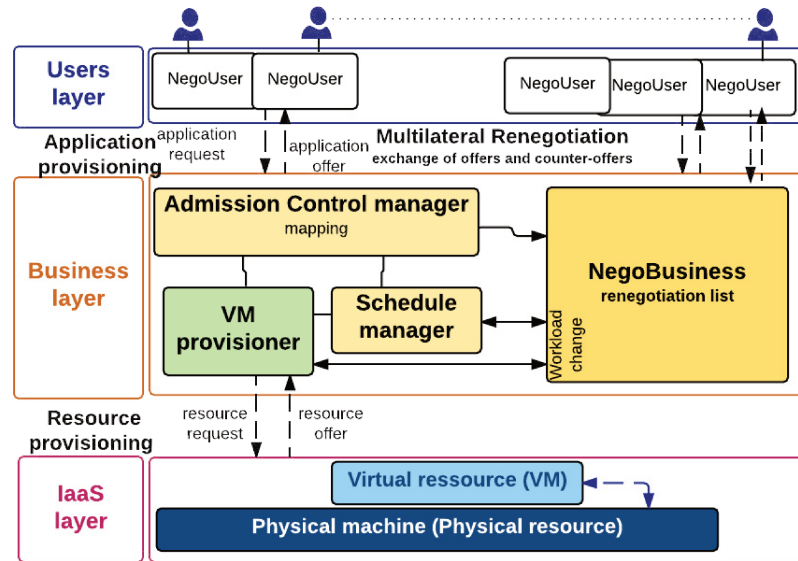 Users
layer
NegoUser
NegoUser
NegoUser
NegoUser
NegoUser
Application
provisioning
application
request
application
offer
Multilateral Renegotiation
exchange of offers and counter-offers
Business
layer
Admission Control manager
mapping
VM
provisioner
Schedule
manager
NegoBusiness
renegotiation list
Workload
change
Resource
provisioning
resource
request
resource
offer
IaaS
layer
Virtual ressource (VM)
Physical machine (Physical resource)